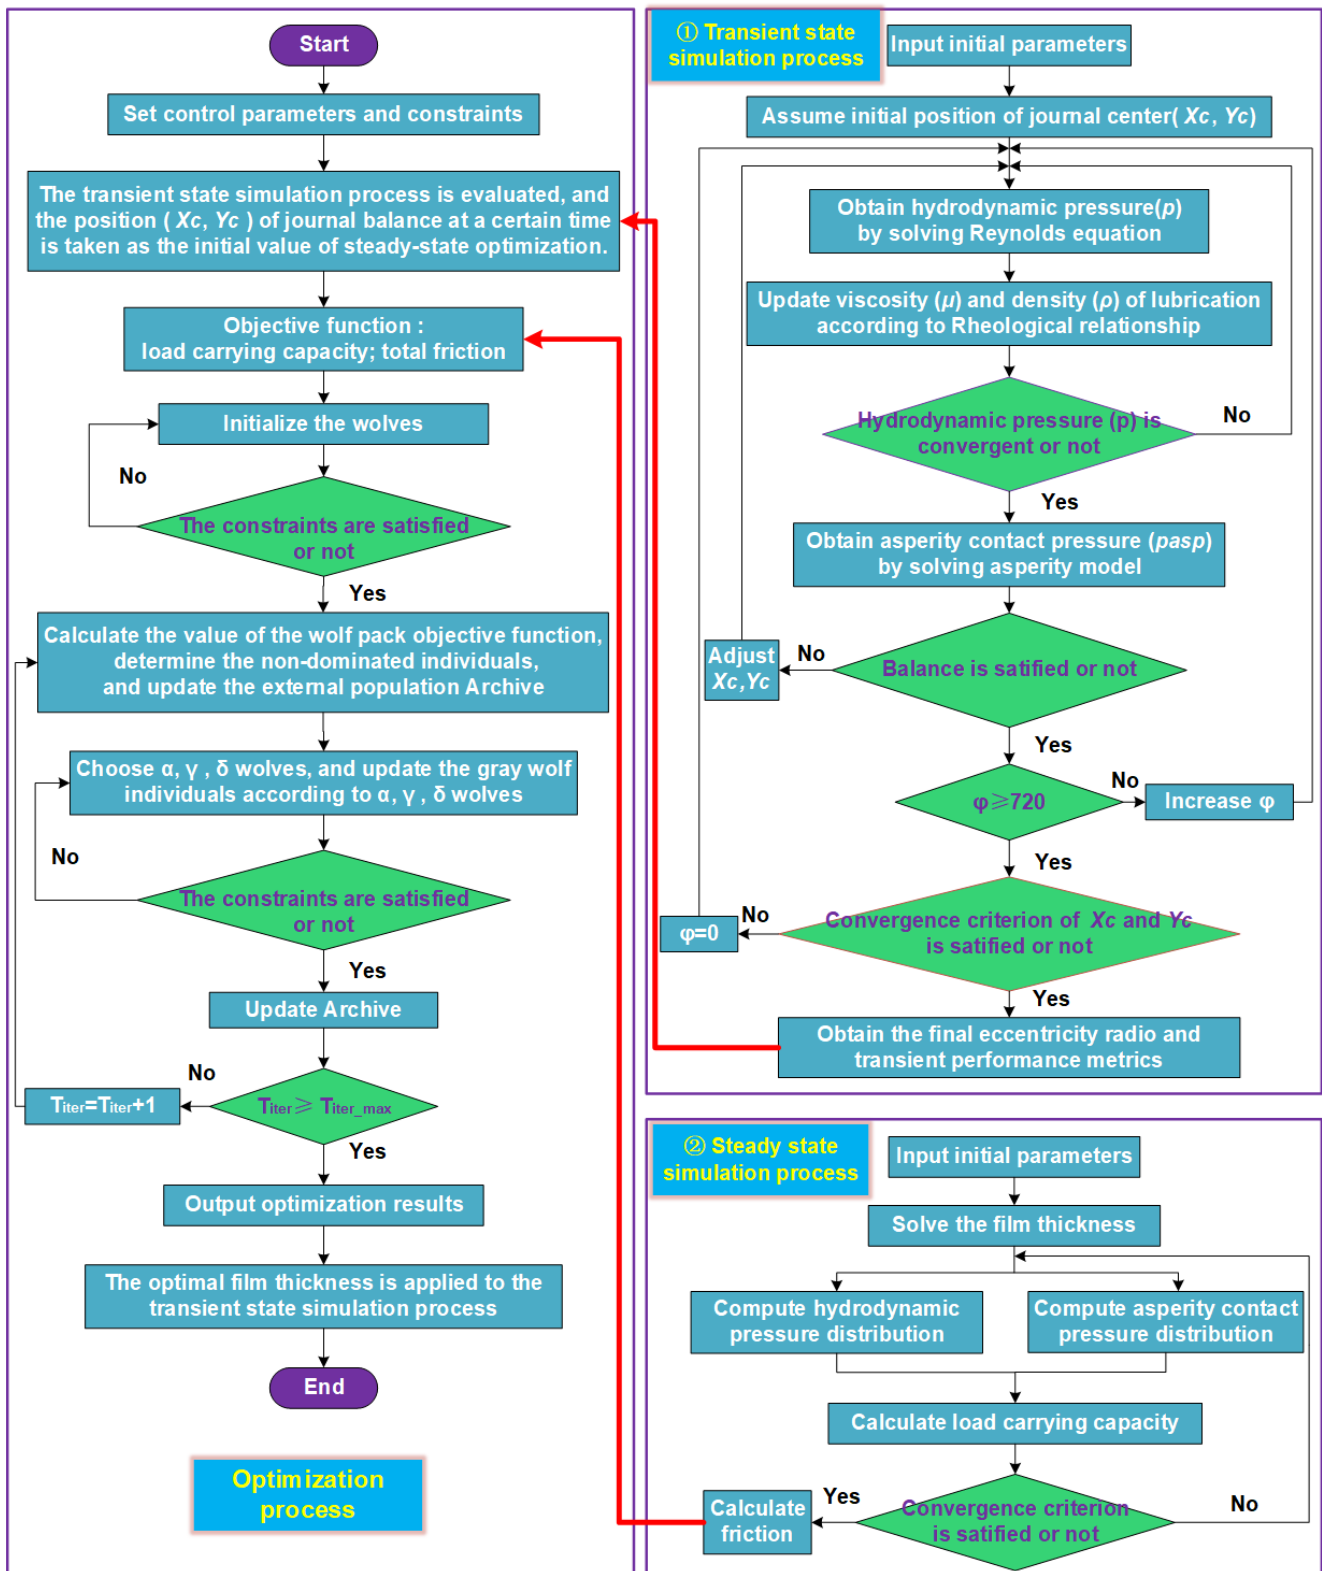 Start
Set control parameters and constraints
The transient state simulation process is evaluated, and
the position ( Xc, Yc ) of journal balance at a certain time
is taken as the initial value of steady-state optimization.
Objective function :
load carrying capacity; total friction
Initialize the wolves
No
The constraints are satisfied
or not
Yes
Calculate the value of the wolf pack objective function,
determine the non-dominated individuals,
and update the external population Archive
Choose α, γ , δ wolves, and update the gray wolf
individuals according to α, γ , δ wolves
No
The constraints are satisfied
or not
Yes
Update Archive
No
Titer=Titer+1
Titer⩾ Titer_max
Yes
Output optimization results
The optimal film thickness is applied to the
transient state simulation process
End
Optimization
process
① Transient state
simulation process
Input initial parameters
Assume initial position of journal center( Xc, Yc)
Obtain hydrodynamic pressure(p)
by solving Reynolds equation
Update viscosity (μ) and density (ρ) of lubrication
according to Rheological relationship
Hydrodynamic pressure (p) is
convergent or not
No
Yes
Obtain asperity contact pressure (pasp)
by solving asperity model
Adjust
Xc,Yc
No
Balance is satified or not
Yes
φ⩾720
No
Increase φ
Yes
φ=0
No
Convergence criterion of Xc and Yc
is satified or not
Yes
Obtain the final eccentricity radio and
transient performance metrics
② Steady state
simulation process
Input initial parameters
Solve the film thickness
Compute hydrodynamic
pressure distribution
Compute asperity contact
pressure distribution
Calculate load carrying capacity
Calculate
friction
Yes
Convergence criterion
is satified or not
No